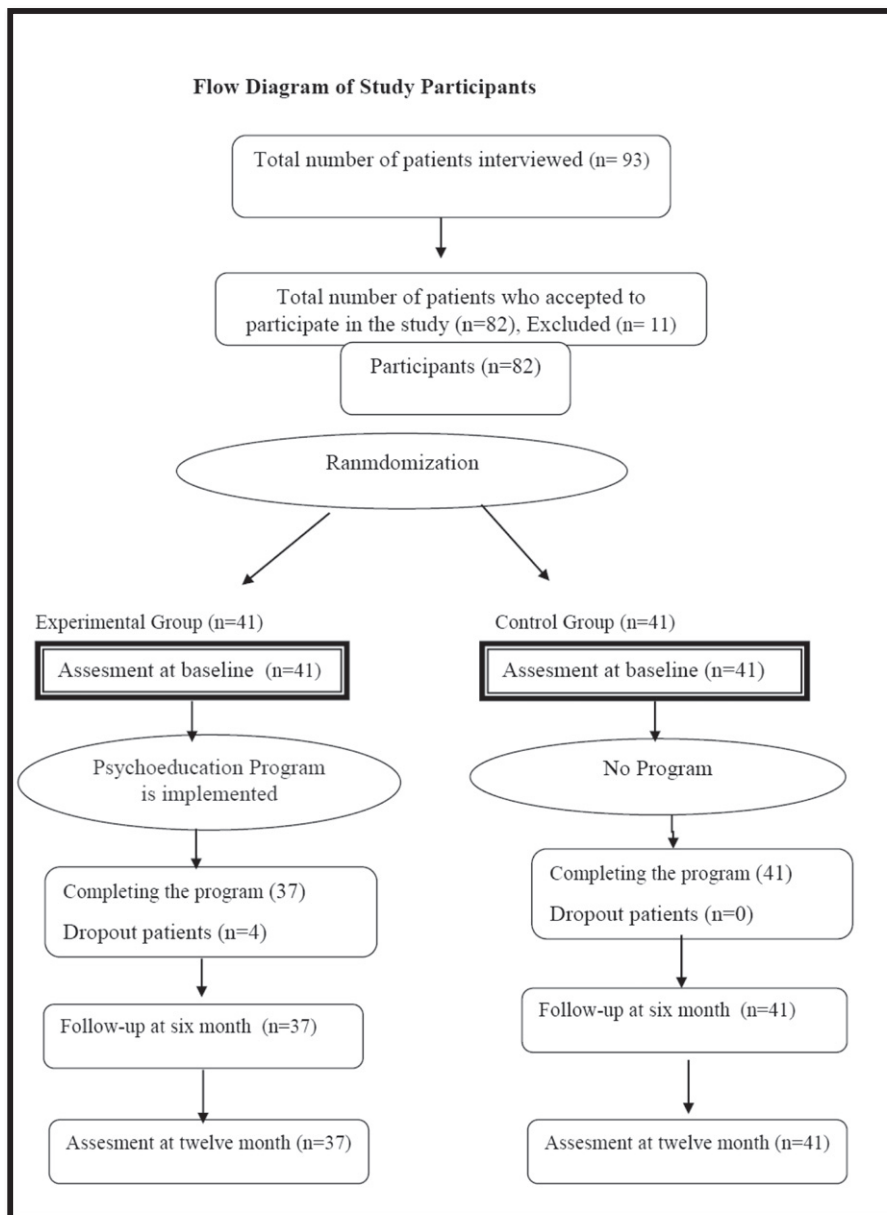 Flow Diagram of Study Participants
Total number of patients interviewed (n= 93)
Total number of patients who accepted to
participate in the study (n=82), Excluded (n= 11)
Participants (n=82)
Ranmdomization
Experimental Group (n=41)
Assesment at baseline (n=41)
Psychoeducation Program
is implemented
Completing the program (37)
Dropout patients (n=4)
Follow-up at six month (n=37)
Assesment at twelve month (n=37)
Control Group (n=41)
Assesment at baseline (n=41)
No Program
Completing the program (41)
Dropout patients (n=0)
Follow-up at six month (n=41)
Assesment at twelve month (n=41)